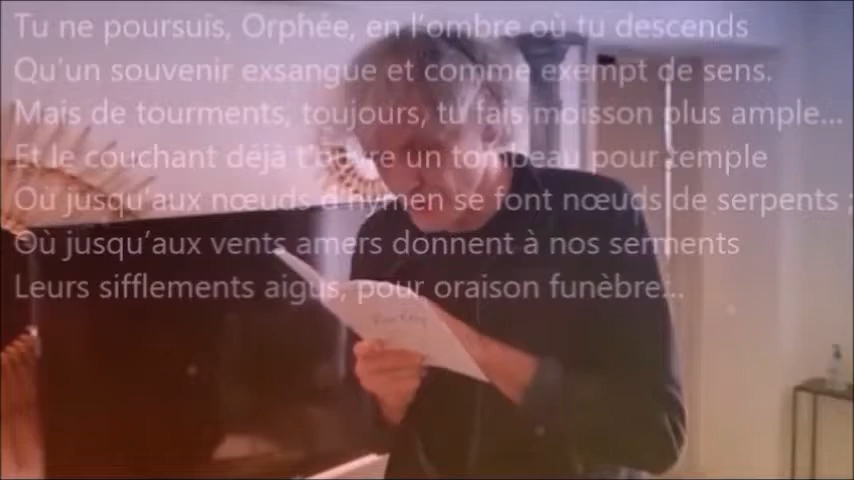 Tu ne poursuis, Orphée, en l'ombre où tu descends
Qu'un souvenir exsangue et comme exempt de sens.
Mais de tourments, toujours, tu fais moisson plus ample...
Et le couchant déjà t'ouvre un tombeau pour temple
Où jusqu'aux nœuds d'hymen se font nœuds de serpents ;
Où jusqu'aux vents amers donnent à nos serments
Leurs sifflements aigus, pour oraison funèbre...